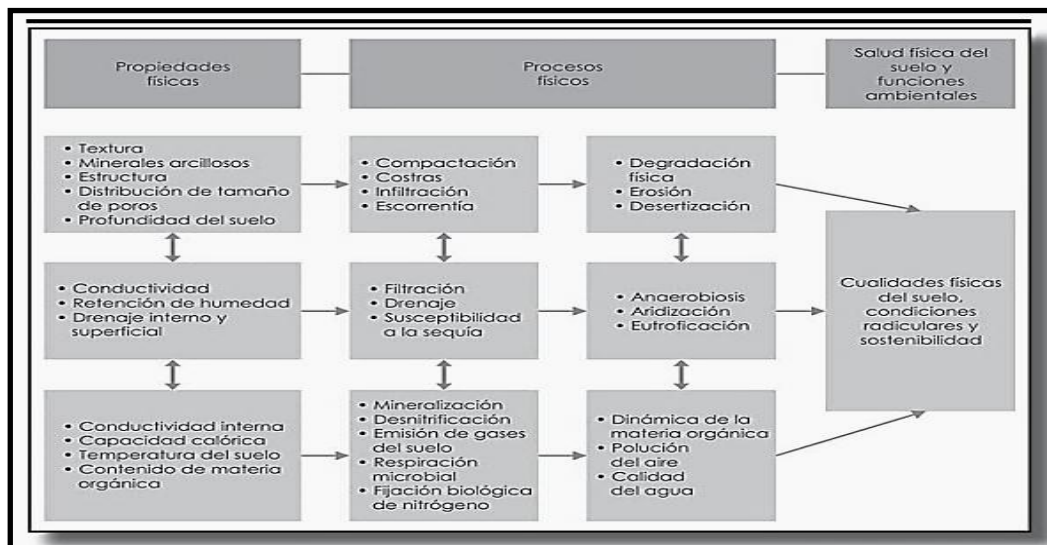 Propiedades
físicas
Procesos
físicos
Salud física del
suelo y
funciones
ambientales
• Textura
• Minerales arcillosos
• Estructura
• Distribución de tamaño
de poros
• Profundidad del suelo
• Compactación
• Costras
• Infiltración
• Escorrentía
• Degradación
física
• Erosión
• Desertización
• Conductividad
• Retención de humedad
• Drenaje interno y
superficial
• Filtración
• Drenaje
• Susceptibilidad
a la sequía
• Anaerobiosis
• Aridización
• Eutroficación
Cualidades físicas
del suelo,
condiciones
radiculares y
sostenibilidad
• Conductividad interna
• Capacidad calórica
• Temperatura del suelo
• Contenido de materia
orgánica
• Mineralización
• Desnitrificación
• Emisión de gases
del suelo
• Respiración
microbial
• Fijación biológica
de nitrógeno
• Dinámica de la
materia orgánica
• Polución
del aire
• Calidad
del agua